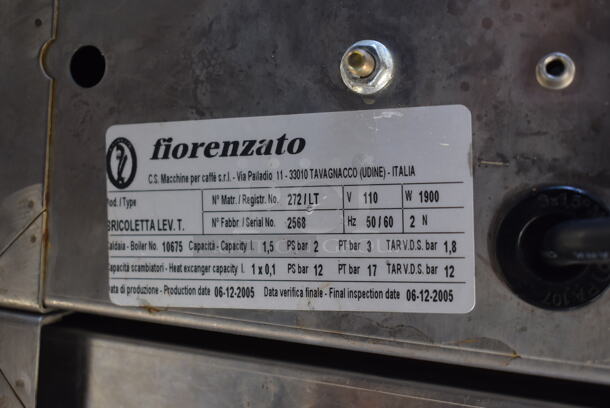 fiorenzato
C.S. Macchine per caffè s.r.l. - Via Palladio 11 - 33010 TAVAGNACCO (UDINE) - ITALIA
Mod. / Type N° Matr. / Registr. No. 272 / LT V 110 W 1900
BRICOLETTA LEV. T. N° Fabbr / Serial No. 2568 Hz 50 / 60 2 N
Caldaia - Boiler No. 10675 Capacità - Capacity l. 1,5 PS bar 2 PT bar 3 TAR V.D.S. bar 1,8
Capacità scambiatori - Heat excanger capacity l. 1 x 0,1 PS bar 12 PT bar 17 TAR V.D.S. bar 12
Data di produzione - Production date 06-12-2005 Data verifica finale - Final inspection date 06-12-2005